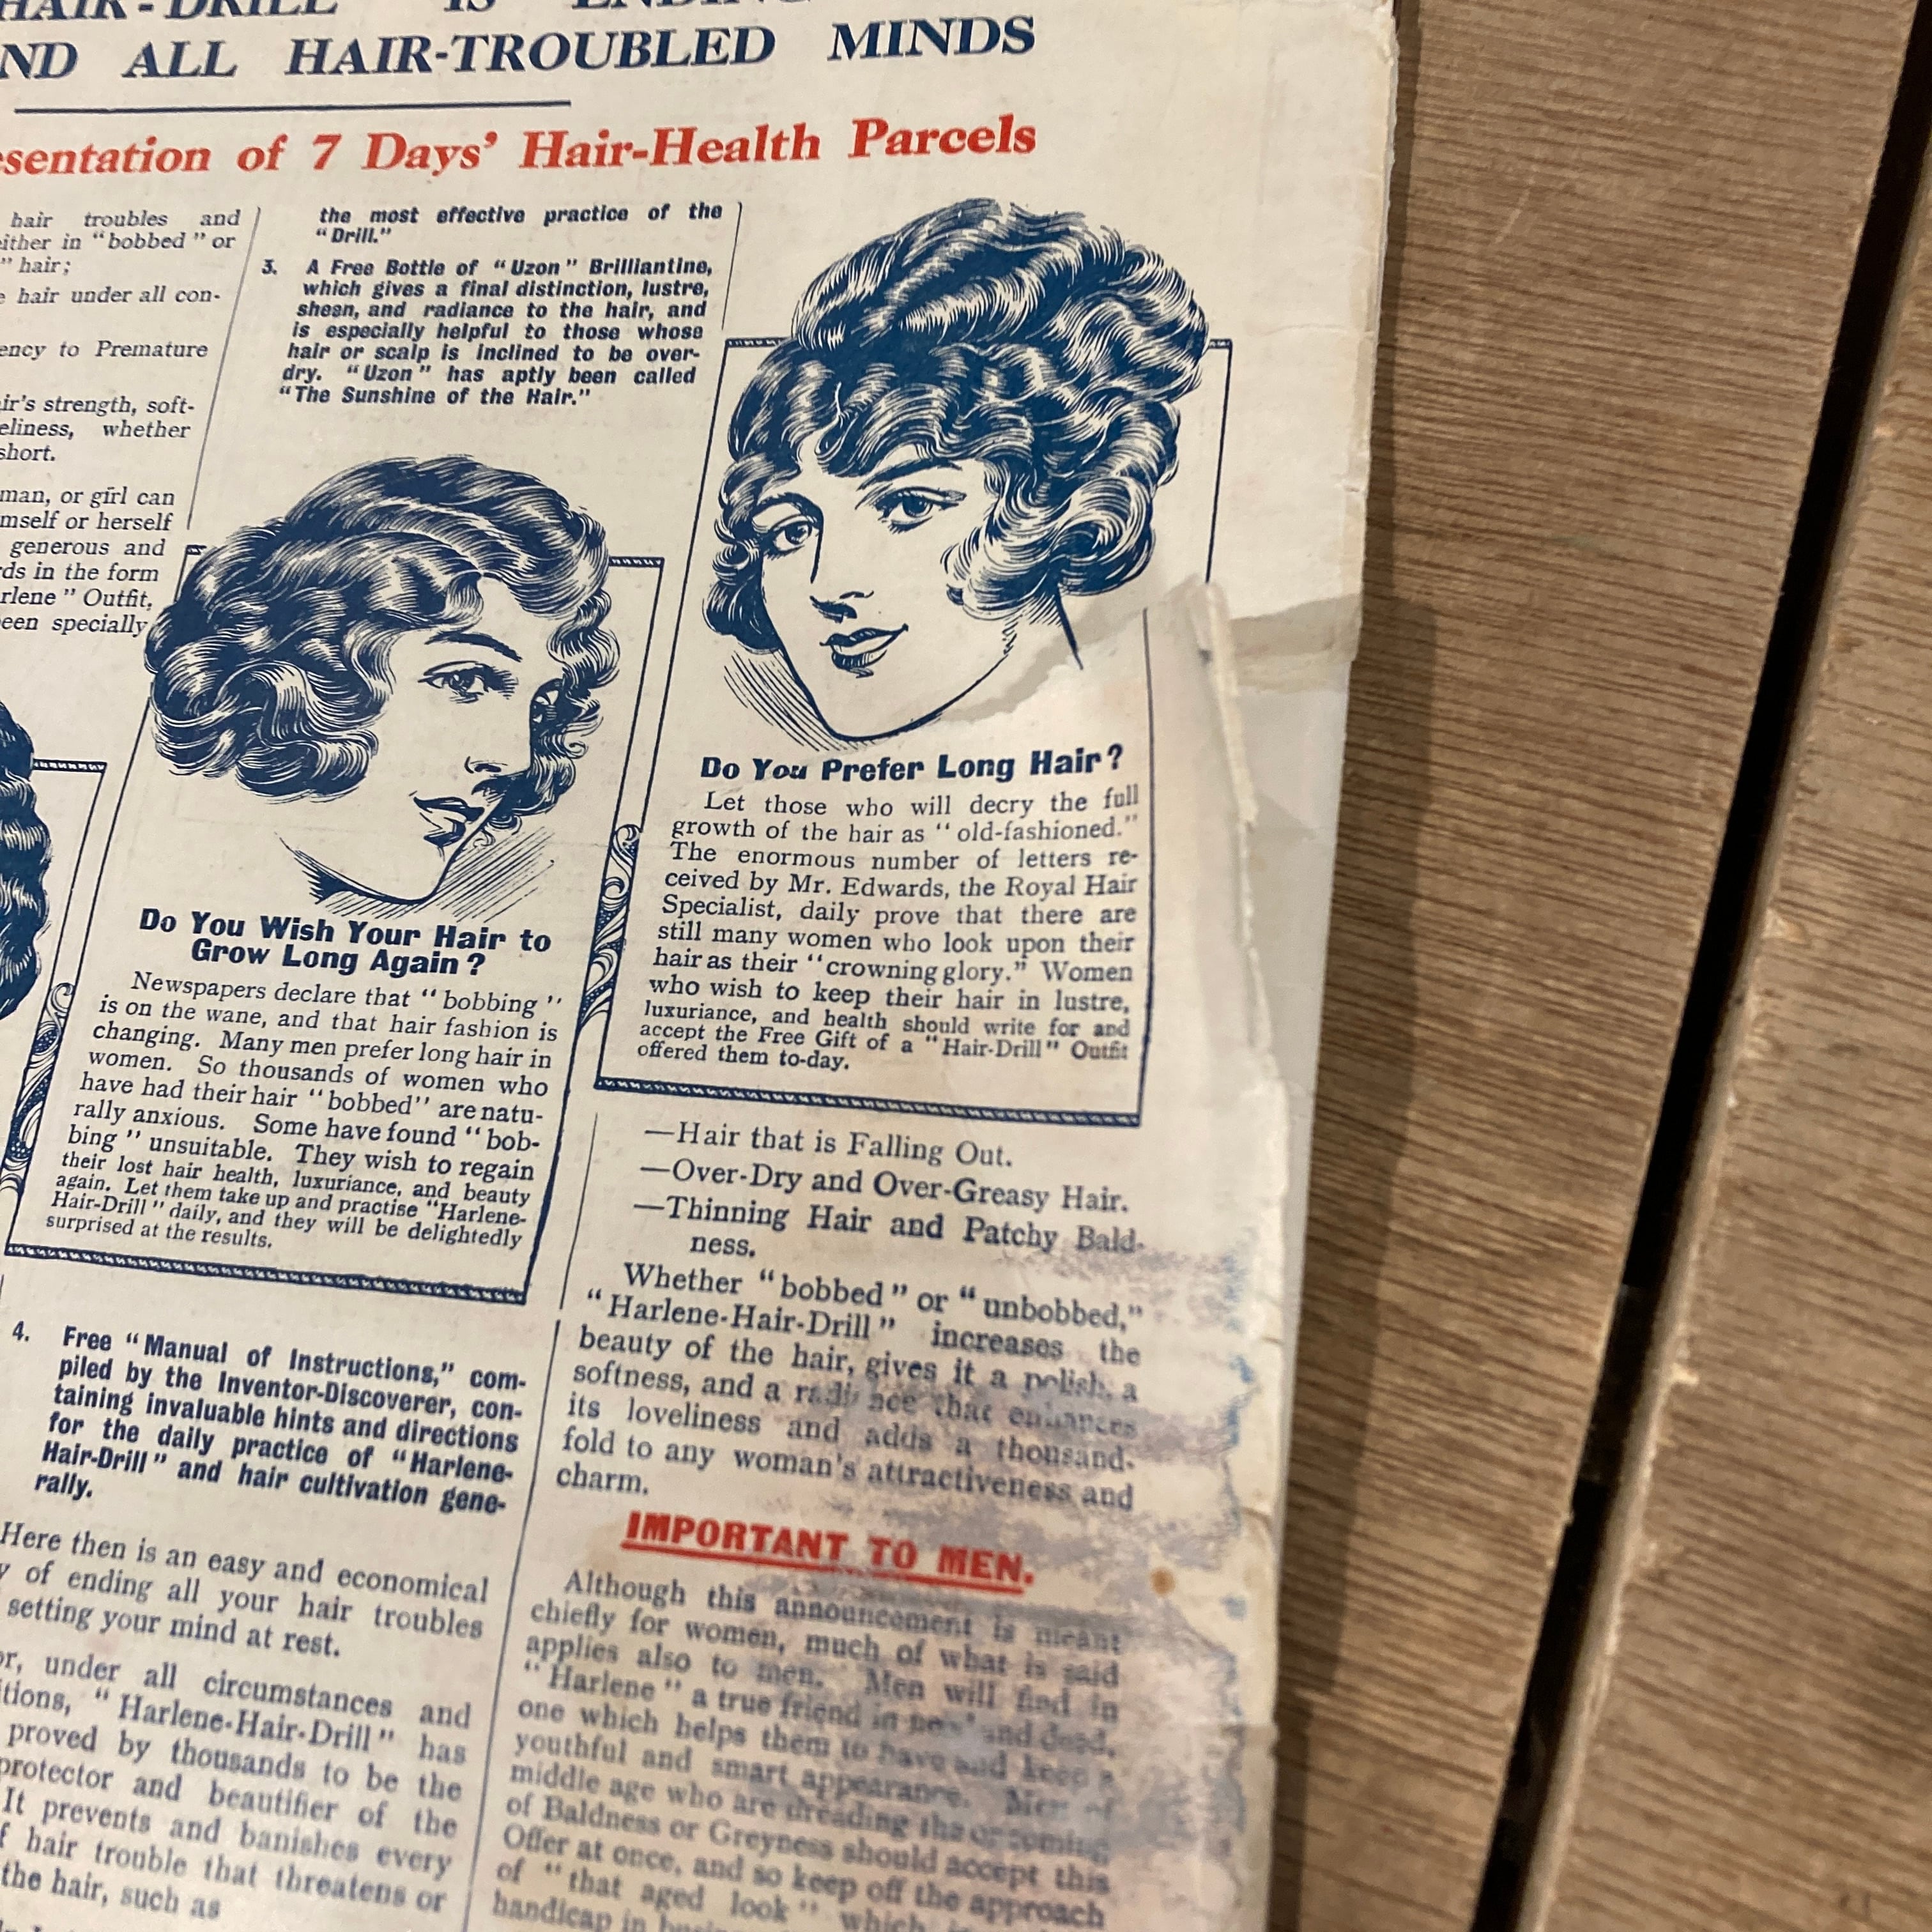 HAIR-DRILL" IS ENDING
ND ALL HAIR-TROUBLED MINDS
sentation of 7 Days' Hair-Health Parcels
hair troubles and
either in "bobbed" or
" hair;
hair under all con-
ency to Premature
air's strength, soft-
eliness, whether
short.
man, or girl can
mself or herself
generous and
rds in the form
rlene" Outfit,
een specially
the most effective practice of the
"Drill."
3. A Free Bottle of "Uzon" Brilliantine,
which gives a final distinction, lustre,
sheen, and radiance to the hair, and
is especially helpful to those whose
hair or scalp is inclined to be over-
dry. "Uzon" has aptly been called
"The Sunshine of the Hair."
Do You Wish Your Hair to
Grow Long Again?
Newspapers declare that "bobbing"
is on the wane, and that hair fashion is
changing. Many men prefer long hair in
women. So thousands of women who
have had their hair "bobbed" are natu-
rally anxious. Some have found "bob-
bing" unsuitable. They wish to regain
their lost hair health, luxuriance, and beauty
again. Let them take up and practise "Harlene-
Hair-Drill" daily, and they will be delightedly
surprised at the results.
4. Free "Manual of Instructions," com-
piled by the Inventor-Discoverer, con-
taining invaluable hints and directions
for the daily practice of "Harlene-
Hair-Drill" and hair cultivation gene-
rally.
Here then is an easy and economical
y of ending all your hair troubles
setting your mind at rest.
or, under all circumstances and
itions, "Harlene-Hair-Drill" has
proved by thousands to be the
protector and beautifier of the
It prevents and banishes every
f hair trouble that threatens or
the hair, such as
Do You Prefer Long Hair?
Let those who will decry the full
growth of the hair as "old-fashioned."
The enormous number of letters re-
ceived by Mr. Edwards, the Royal Hair
Specialist, daily prove that there are
still many women who look upon their
hair as their "crowning glory." Women
who wish to keep their hair in lustre,
luxuriance, and health should write for and
accept the Free Gift of a "Hair-Drill" Outfit
offered them to-day.
—Hair that is Falling Out.
—Over-Dry and Over-Greasy Hair.
—Thinning Hair and Patchy Bald-
ness.
Whether "bobbed" or "unbobbed,"
"Harlene-Hair-Drill" increases the
beauty of the hair, gives it a polish, a
softness, and a radiance that enhances
its loveliness and adds a thousand-
fold to any woman's attractiveness and
charm.
IMPORTANT TO MEN.
Although this announcement is meant
chiefly for women, much of what is said
applies also to men. Men will find in
"Harlene" a true friend in and deed,
one which helps them to have and keep a
youthful and smart appearance. Men of
middle age who are dreading the oncoming
of Baldness or Greyness should accept this
Offer at once, and so keep off the approach
of "that aged look" which
handicap in